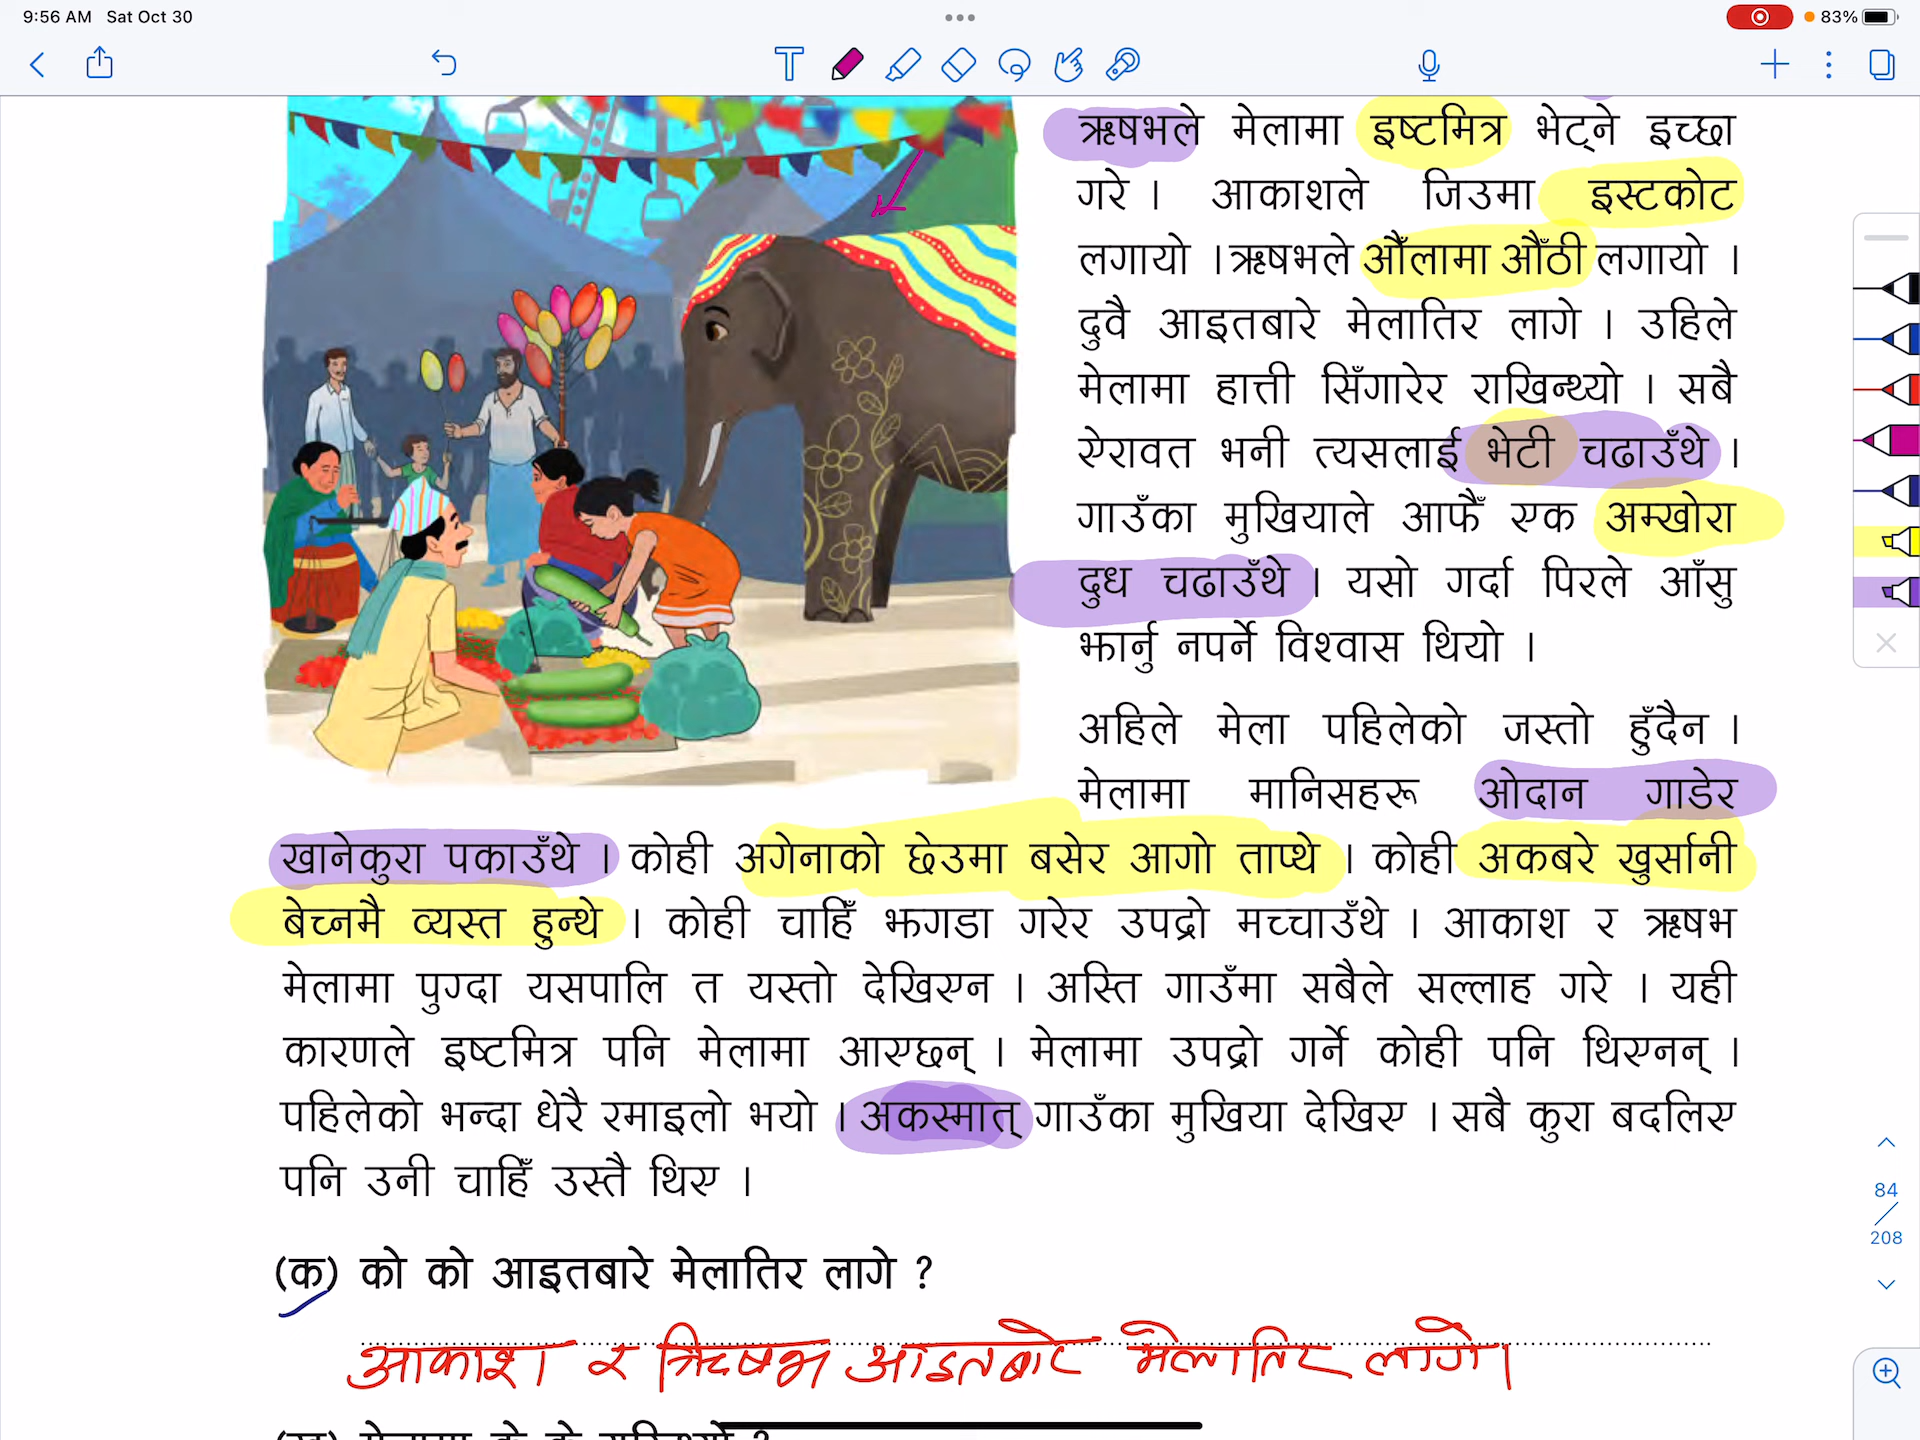 9:56 AM Sat Oct 30
83%
ऋषभले मेलामा इष्टमित्र भेट्ने इच्छा
गरे । आकाशले जिउमा इस्टकोट
लगायो । ऋषभले औँलामा औँठी लगायो ।
दुवै आइतबारे मेलातिर लागे । उहिले
मेलामा हात्ती सिँगारेर राखिन्थ्यो । सबै
ऐरावत भनी त्यसलाई भेटी चढाउँथे ।
गाउँका मुखियाले आफैँ एक अम्खोरा
दुध चढाउँथे । यसो गर्दा पिरले आँसु
झार्नु नपर्ने विश्वास थियो ।
अहिले मेला पहिलेको जस्तो हुँदैन ।
मेलामा मानिसहरू ओदान गाडेर
खानेकुरा पकाउँथे । कोही अगेनाको छेउमा बसेर आगो ताप्थे । कोही अकबरे खुर्सानी
बेच्नमै व्यस्त हुन्थे । कोही चाहिँ झगडा गरेर उपद्रो मच्चाउँथे । आकाश र ऋषभ
मेलामा पुग्दा यसपालि त यस्तो देखिएन । अस्ति गाउँमा सबैले सल्लाह गरे । यही
कारणले इष्टमित्र पनि मेलामा आएछन् । मेलामा उपद्रो गर्ने कोही पनि थिएनन् ।
पहिलेको भन्दा धेरै रमाइलो भयो । अकस्मात् गाउँका मुखिया देखिए । सबै कुरा बदलिए
पनि उनी चाहिँ उस्तै थिए ।
84
/
208
(क) को को आइतबारे मेलातिर लागे ?
आकाश र ऋषभ आइतबारे मेलातिर लागे।